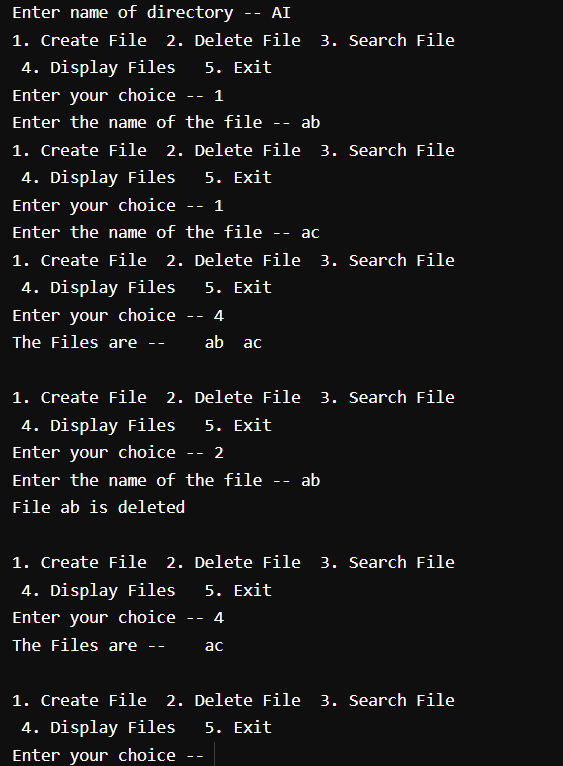 Enter name of directory -- AI
1. Create File  2. Delete File  3. Search File
 4. Display Files   5. Exit
Enter your choice -- 1
Enter the name of the file -- ab
1. Create File  2. Delete File  3. Search File
 4. Display Files   5. Exit
Enter your choice -- 1
Enter the name of the file -- ac
1. Create File  2. Delete File  3. Search File
 4. Display Files   5. Exit
Enter your choice -- 4
The Files are --    ab  ac
1. Create File  2. Delete File  3. Search File
 4. Display Files   5. Exit
Enter your choice -- 2
Enter the name of the file -- ab
File ab is deleted
1. Create File  2. Delete File  3. Search File
 4. Display Files   5. Exit
Enter your choice -- 4
The Files are --    ac
1. Create File  2. Delete File  3. Search File
 4. Display Files   5. Exit
Enter your choice --